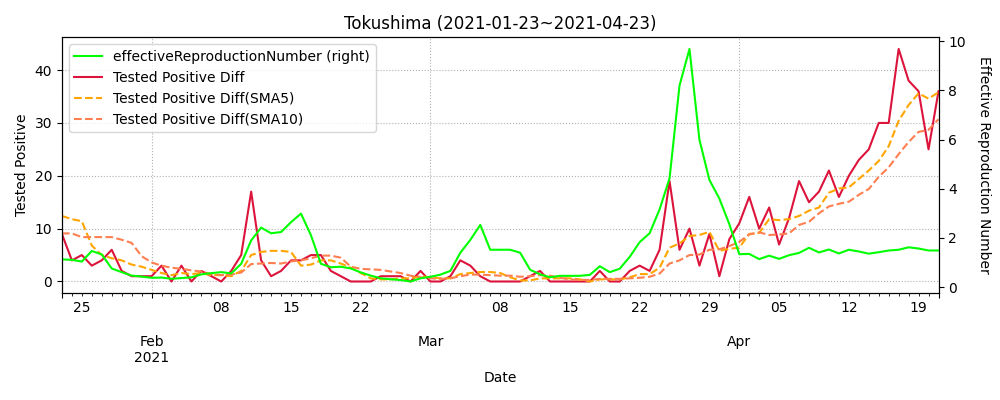 Tokushima (2021-01-23~2021-04-23)
effectiveReproductionNumber (right)
Tested Positive Diff
Tested Positive Diff(SMA5)
Tested Positive Diff(SMA10)
Tested Positive
40
30
20
10
0
10
8
6
4
2
0
Effective Reproduction Number
25 08 15 22 08 15 22 29 05 12 19
Feb Mar Apr
2021
Date